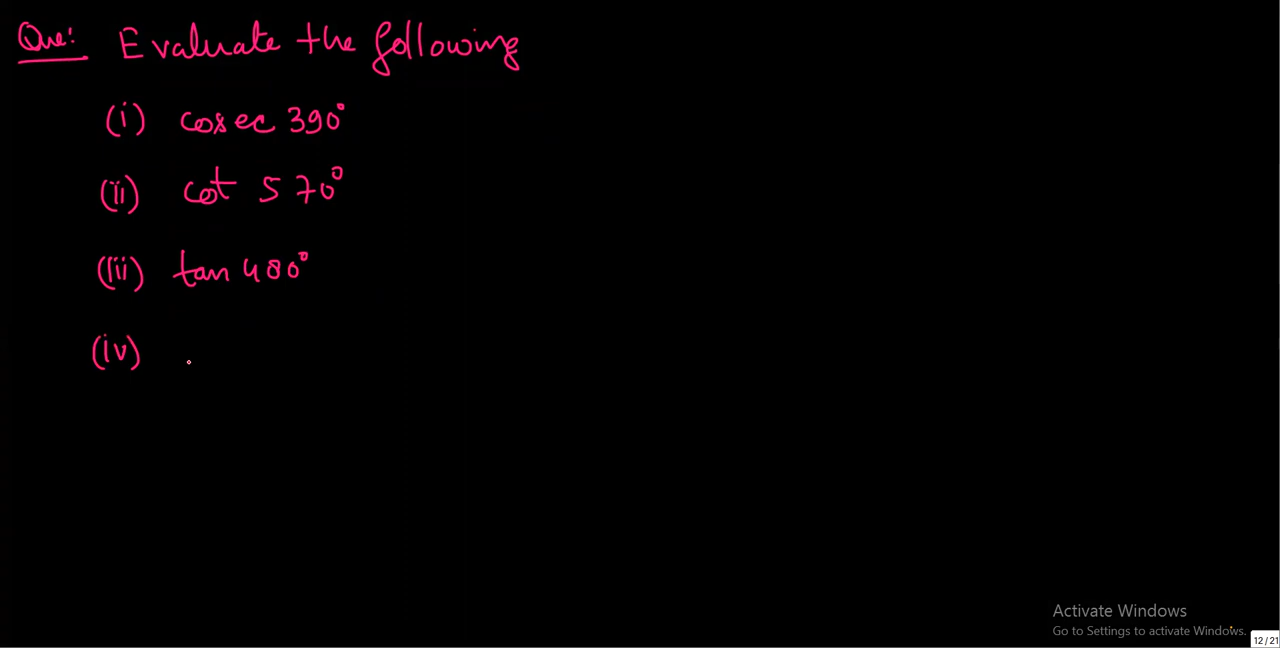 Que: Evaluate the following
(i) cosec 390°
(ii) cot 570°
(iii) tan 480°
(iv)
Activate Windows
Go to Settings to activate Windows.
12 / 21